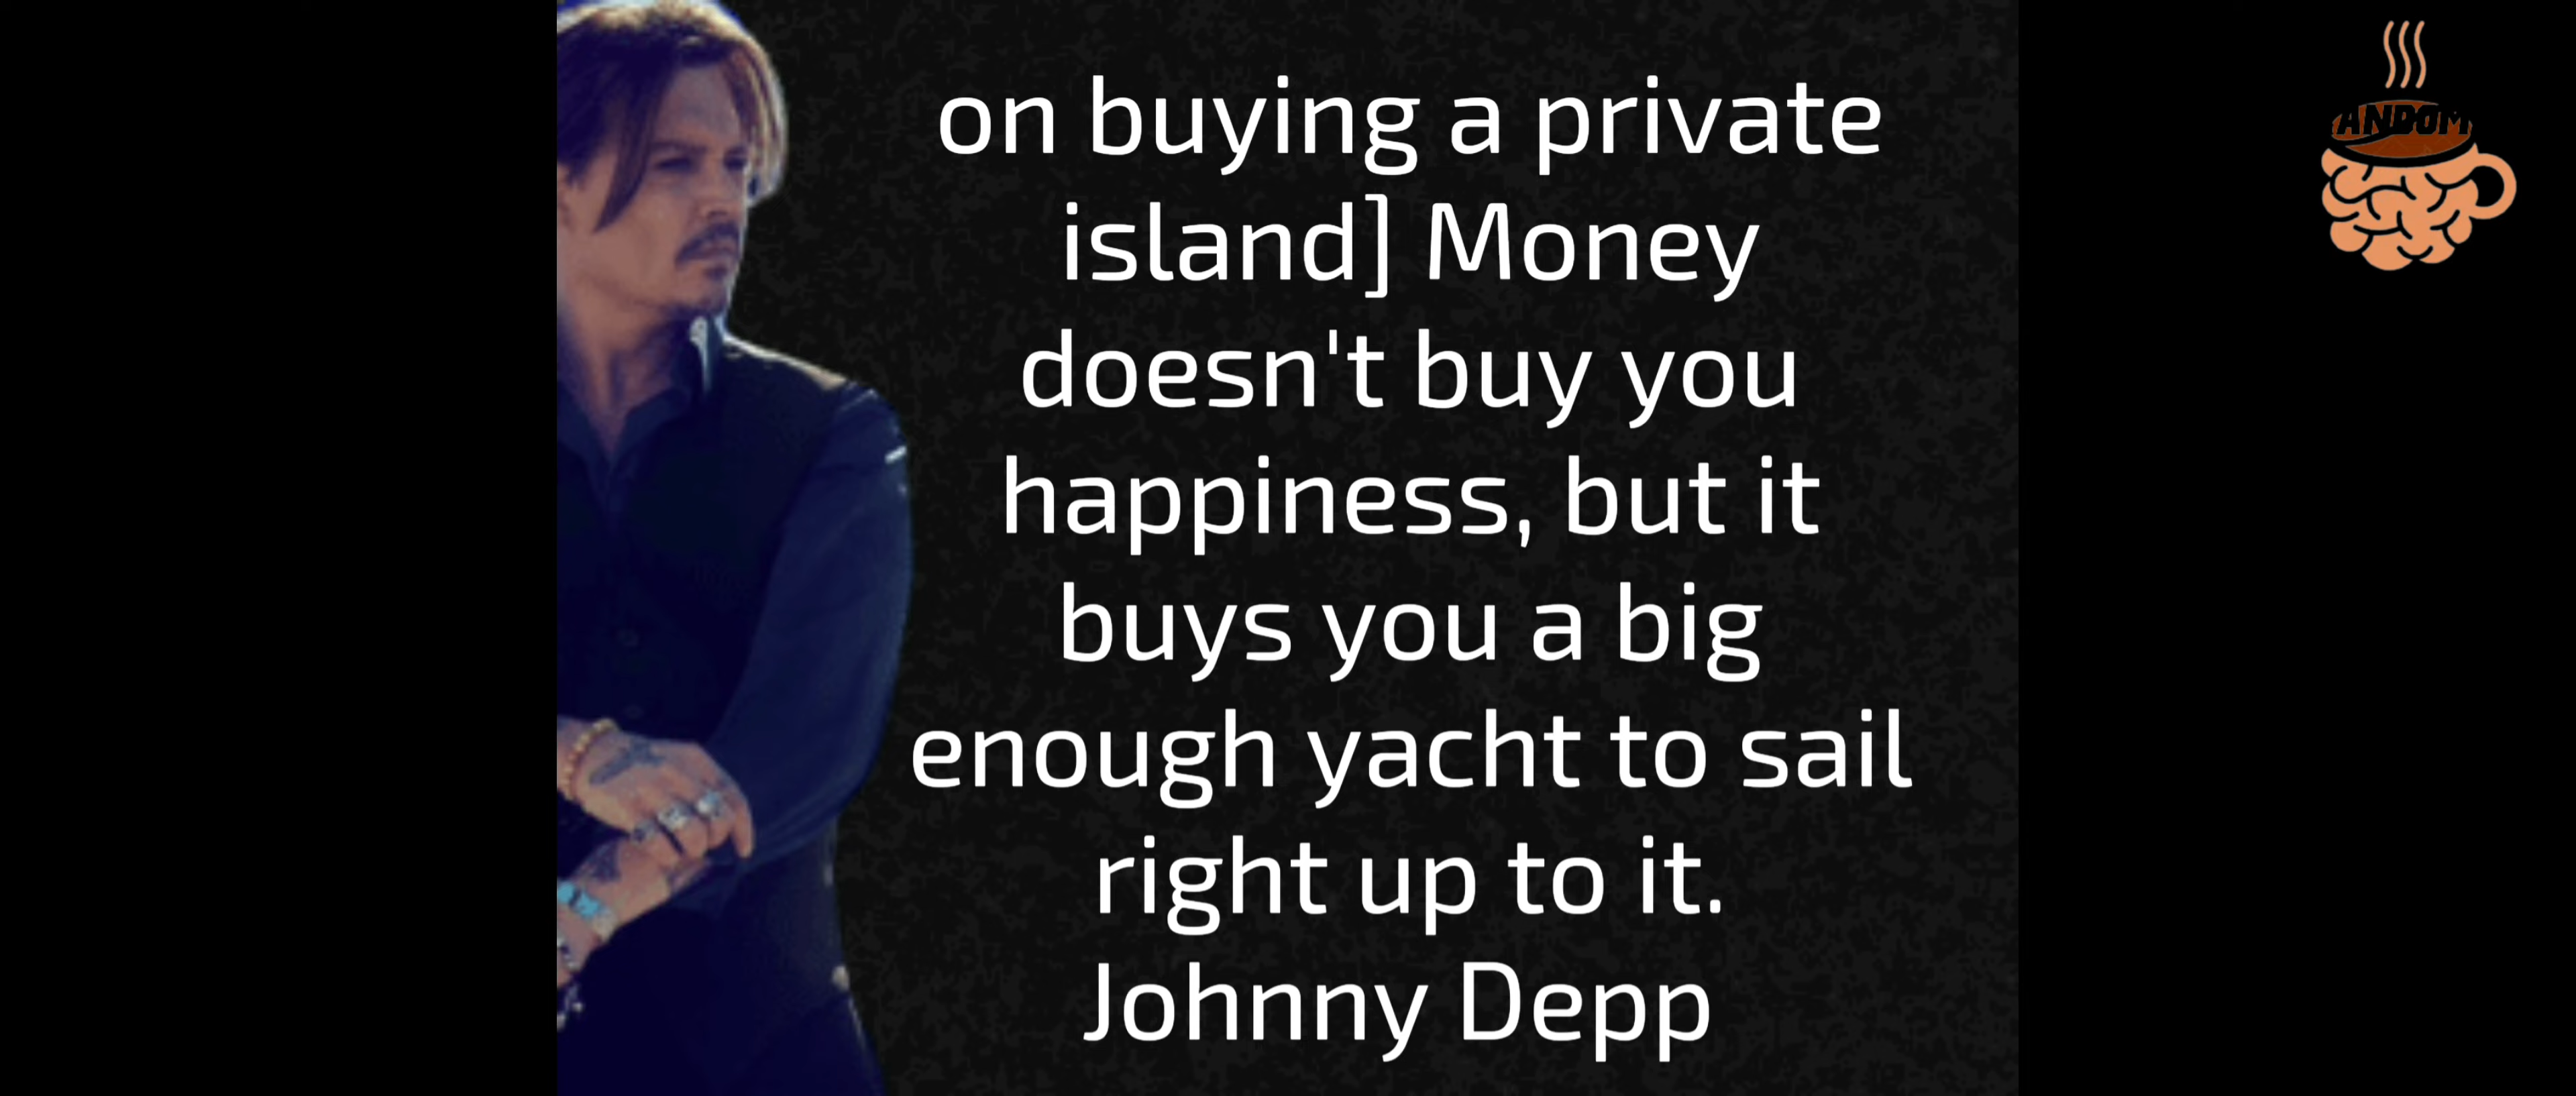 on buying a private
island] Money
doesn't buy you
happiness, but it
buys you a big
enough yacht to sail
right up to it.
Johnny Depp
ANDOM